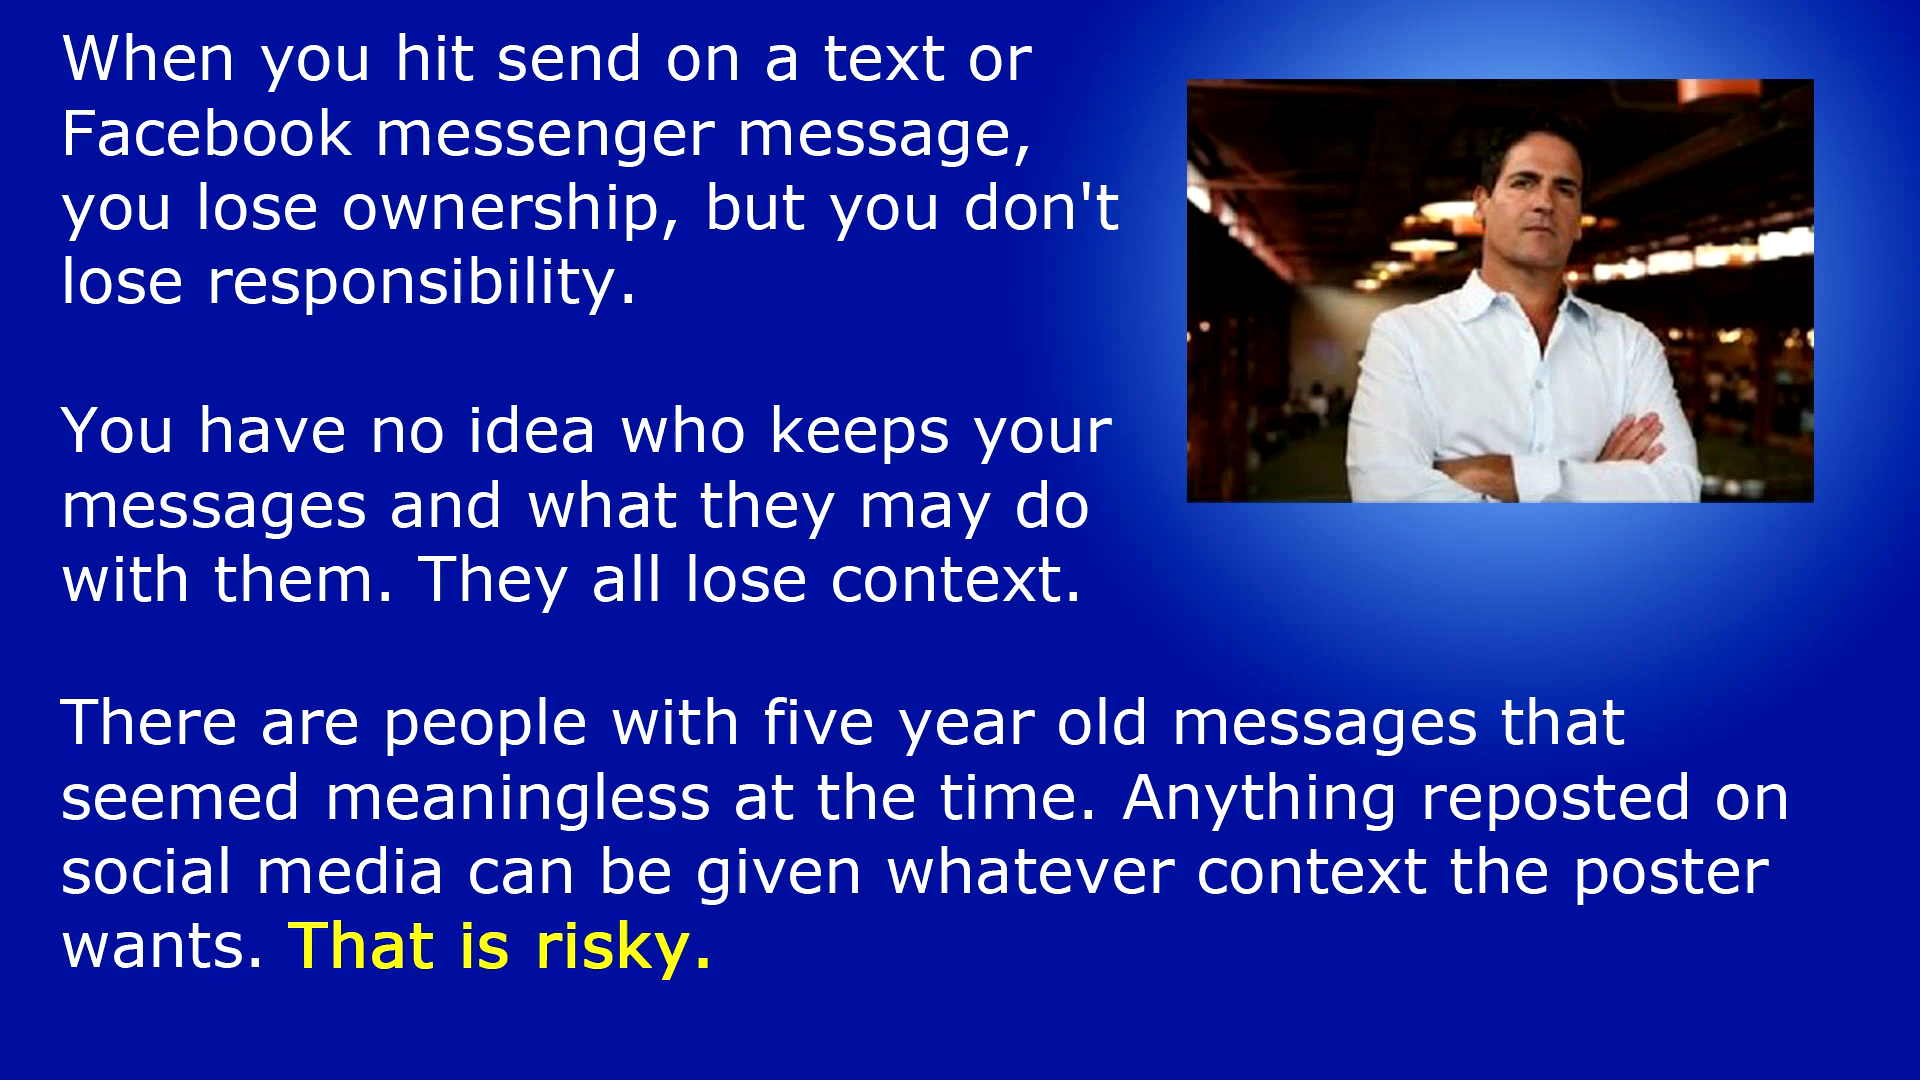 When you hit send on a text or
Facebook messenger message,
you lose ownership, but you don't
lose responsibility.
You have no idea who keeps your
messages and what they may do
with them. They all lose context.
There are people with five year old messages that
seemed meaningless at the time. Anything reposted on
social media can be given whatever context the poster
wants. That is risky.